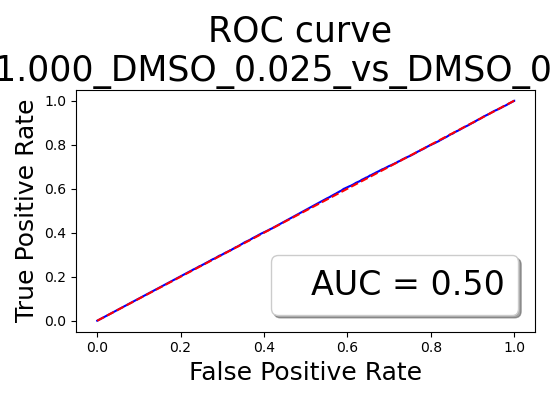 ROC curve
1.000_DMSO_0.025_vs_DMSO_0
True Positive Rate
1.0
0.8
0.6
0.4
0.2
0.0
AUC = 0.50
0.0 0.2 0.4 0.6 0.8 1.0
False Positive Rate